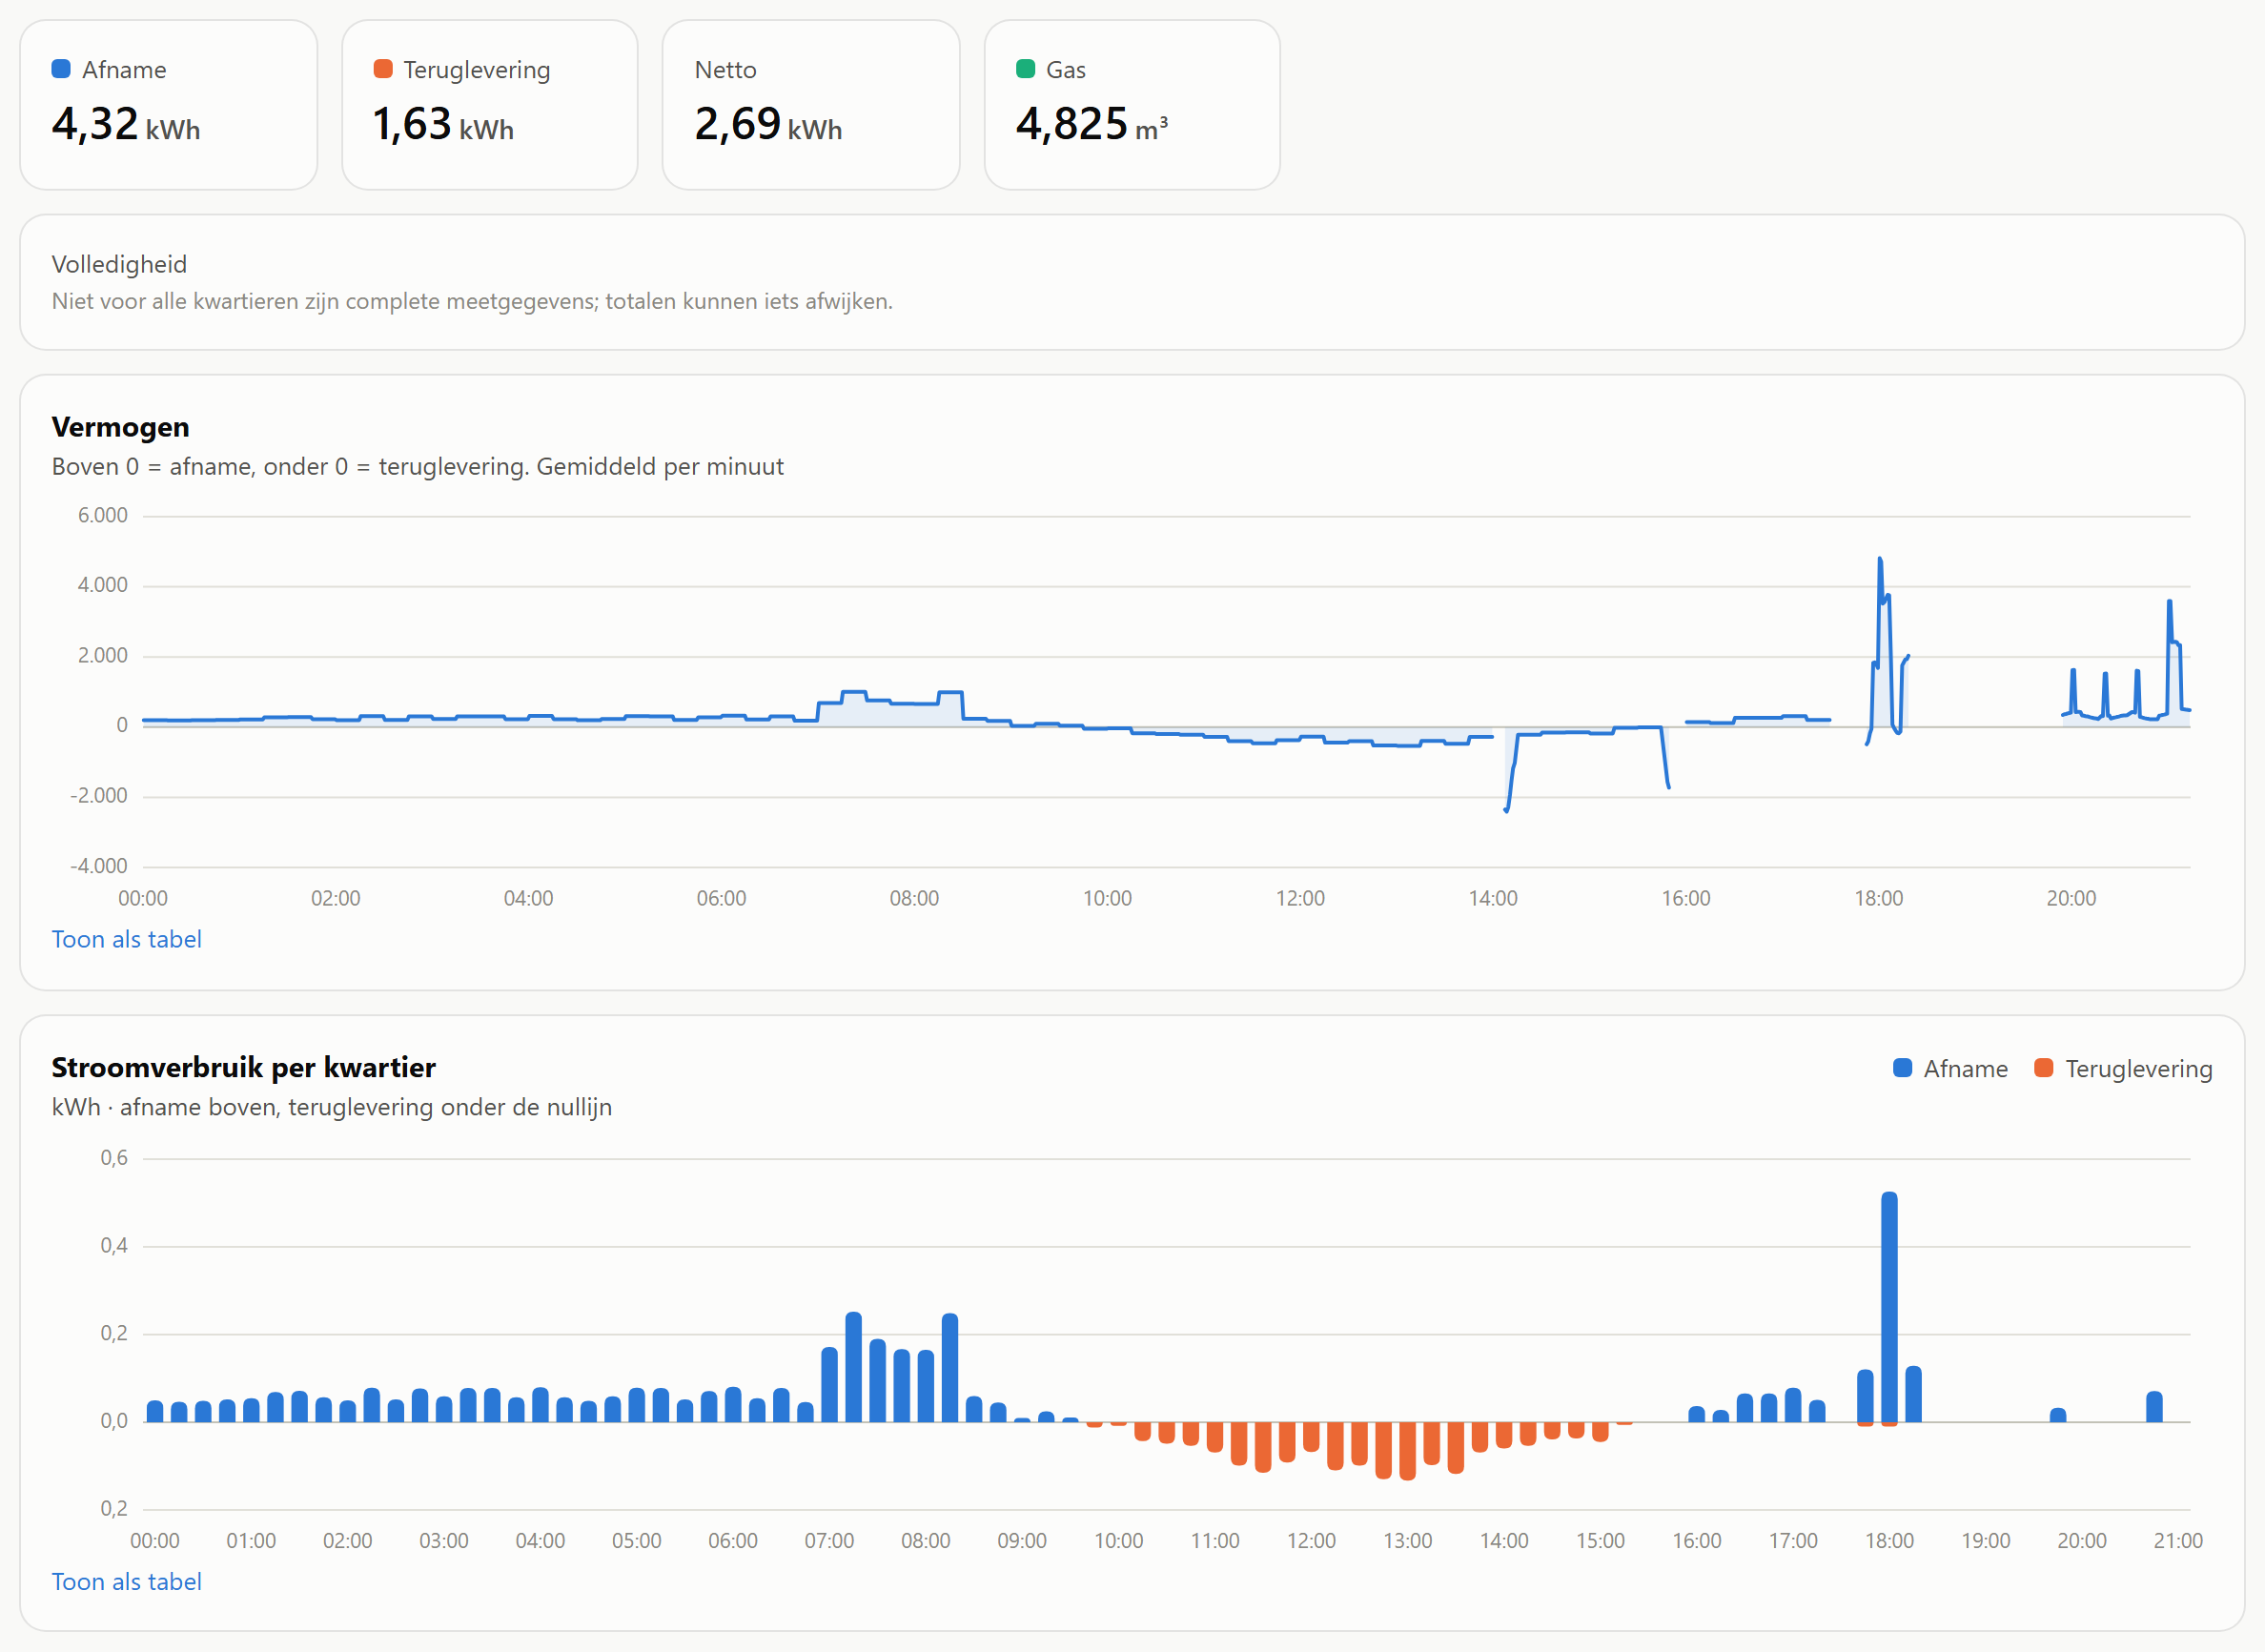 Afname
4,32 kWh
Teruglevering
1,63 kWh
Netto
2,69 kWh
Gas
4,825 m³
Volledigheid
Niet voor alle kwartieren zijn complete meetgegevens; totalen kunnen iets afwijken.
Vermogen
Boven 0 = afname, onder 0 = teruglevering. Gemiddeld per minuut
6.000
4.000
2.000
0
-2.000
-4.000
00:00 02:00 04:00 06:00 08:00 10:00 12:00 14:00 16:00 18:00 20:00
Toon als tabel
Stroomverbruik per kwartier
Afname Teruglevering
kWh · afname boven, teruglevering onder de nullijn
0,6
0,4
0,2
0,0
0,2
00:00 01:00 02:00 03:00 04:00 05:00 06:00 07:00 08:00 09:00 10:00 11:00 12:00 13:00 14:00 15:00 16:00 17:00 18:00 19:00 20:00 21:00
Toon als tabel